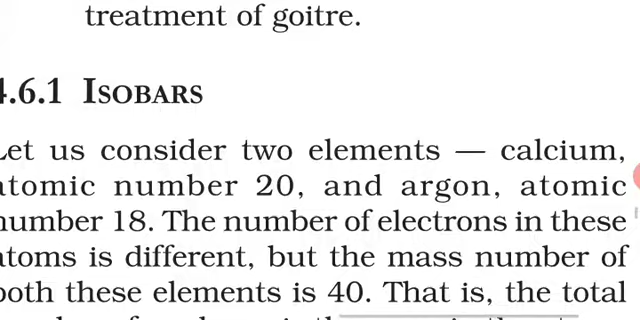 treatment of goitre.
4.6.1 ISOBARS
Let us consider two elements — calcium,
atomic number 20, and argon, atomic
number 18. The number of electrons in these
atoms is different, but the mass number of
both these elements is 40. That is, the total